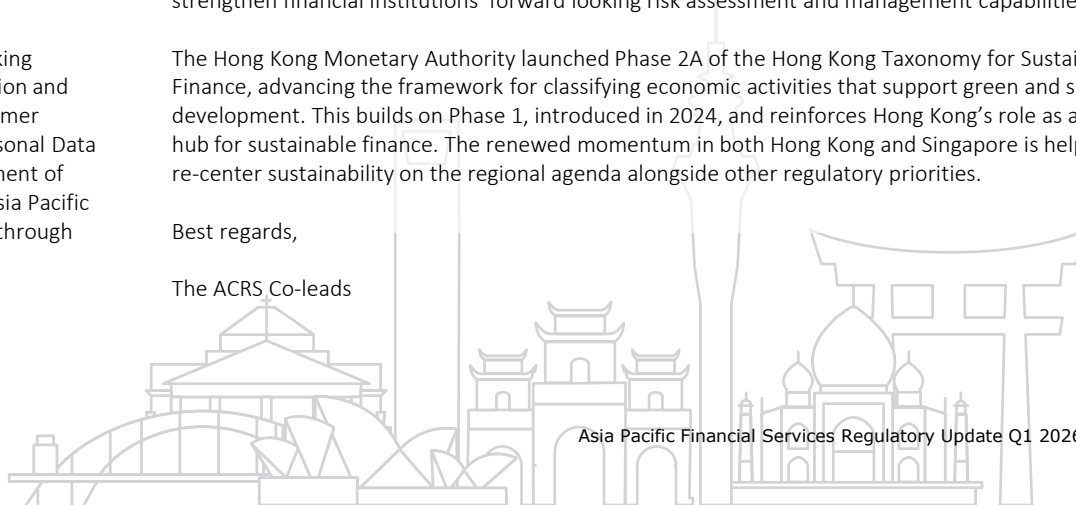 king
ion and
mer
sonal Data
ment of
sia Pacific
through
strengthen financial institutions' forward looking risk assessment and management
The Hong Kong Monetary Authority launched Phase 2A of the Hong Kong Taxonomy for Sustai
Finance, advancing the framework for classifying economic activities that support green and s
development. This builds on Phase 1, introduced in 2024, and reinforces Hong Kong's role as a
hub for sustainable finance. The renewed momentum in both Hong Kong and Singapore is help
re-center sustainability on the regional agenda alongside other regulatory priorities.
Best regards,
The ACRS Co-leads
Asia Pacific Financial Services Regulatory Update Q1 2026